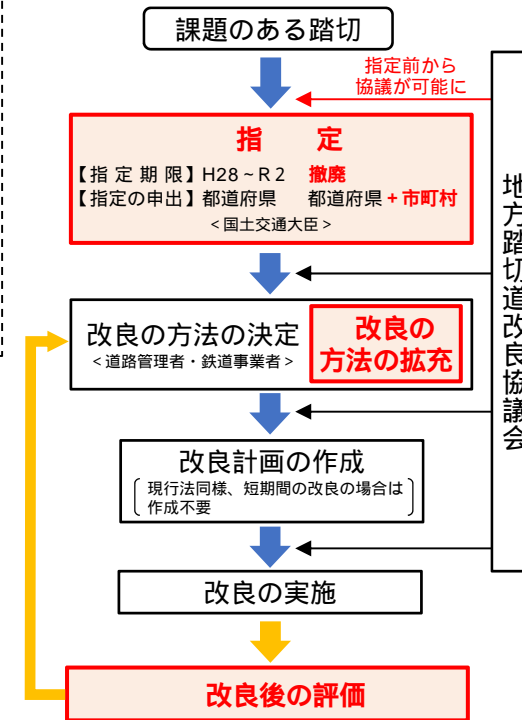 課題のある踏切
指定前から
協議が可能に
指　定
【指 定 期 限】H28～R２　撤廃
【指定の申出】都道府県　都道府県＋市町村
＜国土交通大臣＞
改良の方法の決定
＜道路管理者・鉄道事業者＞
改良の
方法の拡充
改良計画の作成
現行法同様、短期間の改良の場合は
作成不要
改良の実施
改良後の評価
地方踏切道改良協議会